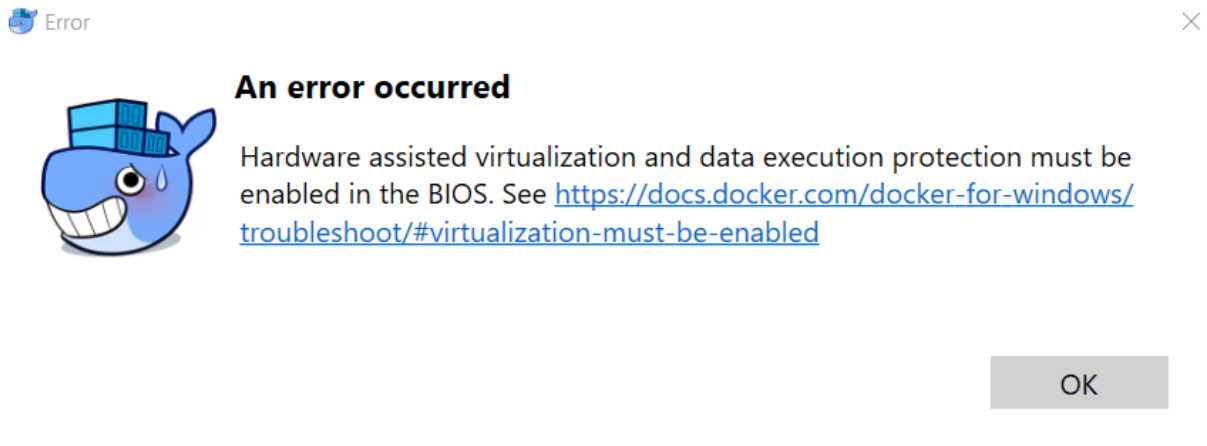 Error
An error occurred
Hardware assisted virtualization and data execution protection must be
enabled in the BIOS. See https://docs.docker.com/docker-for-windows/
troubleshoot/#virtualization-must-be-enabled
OK